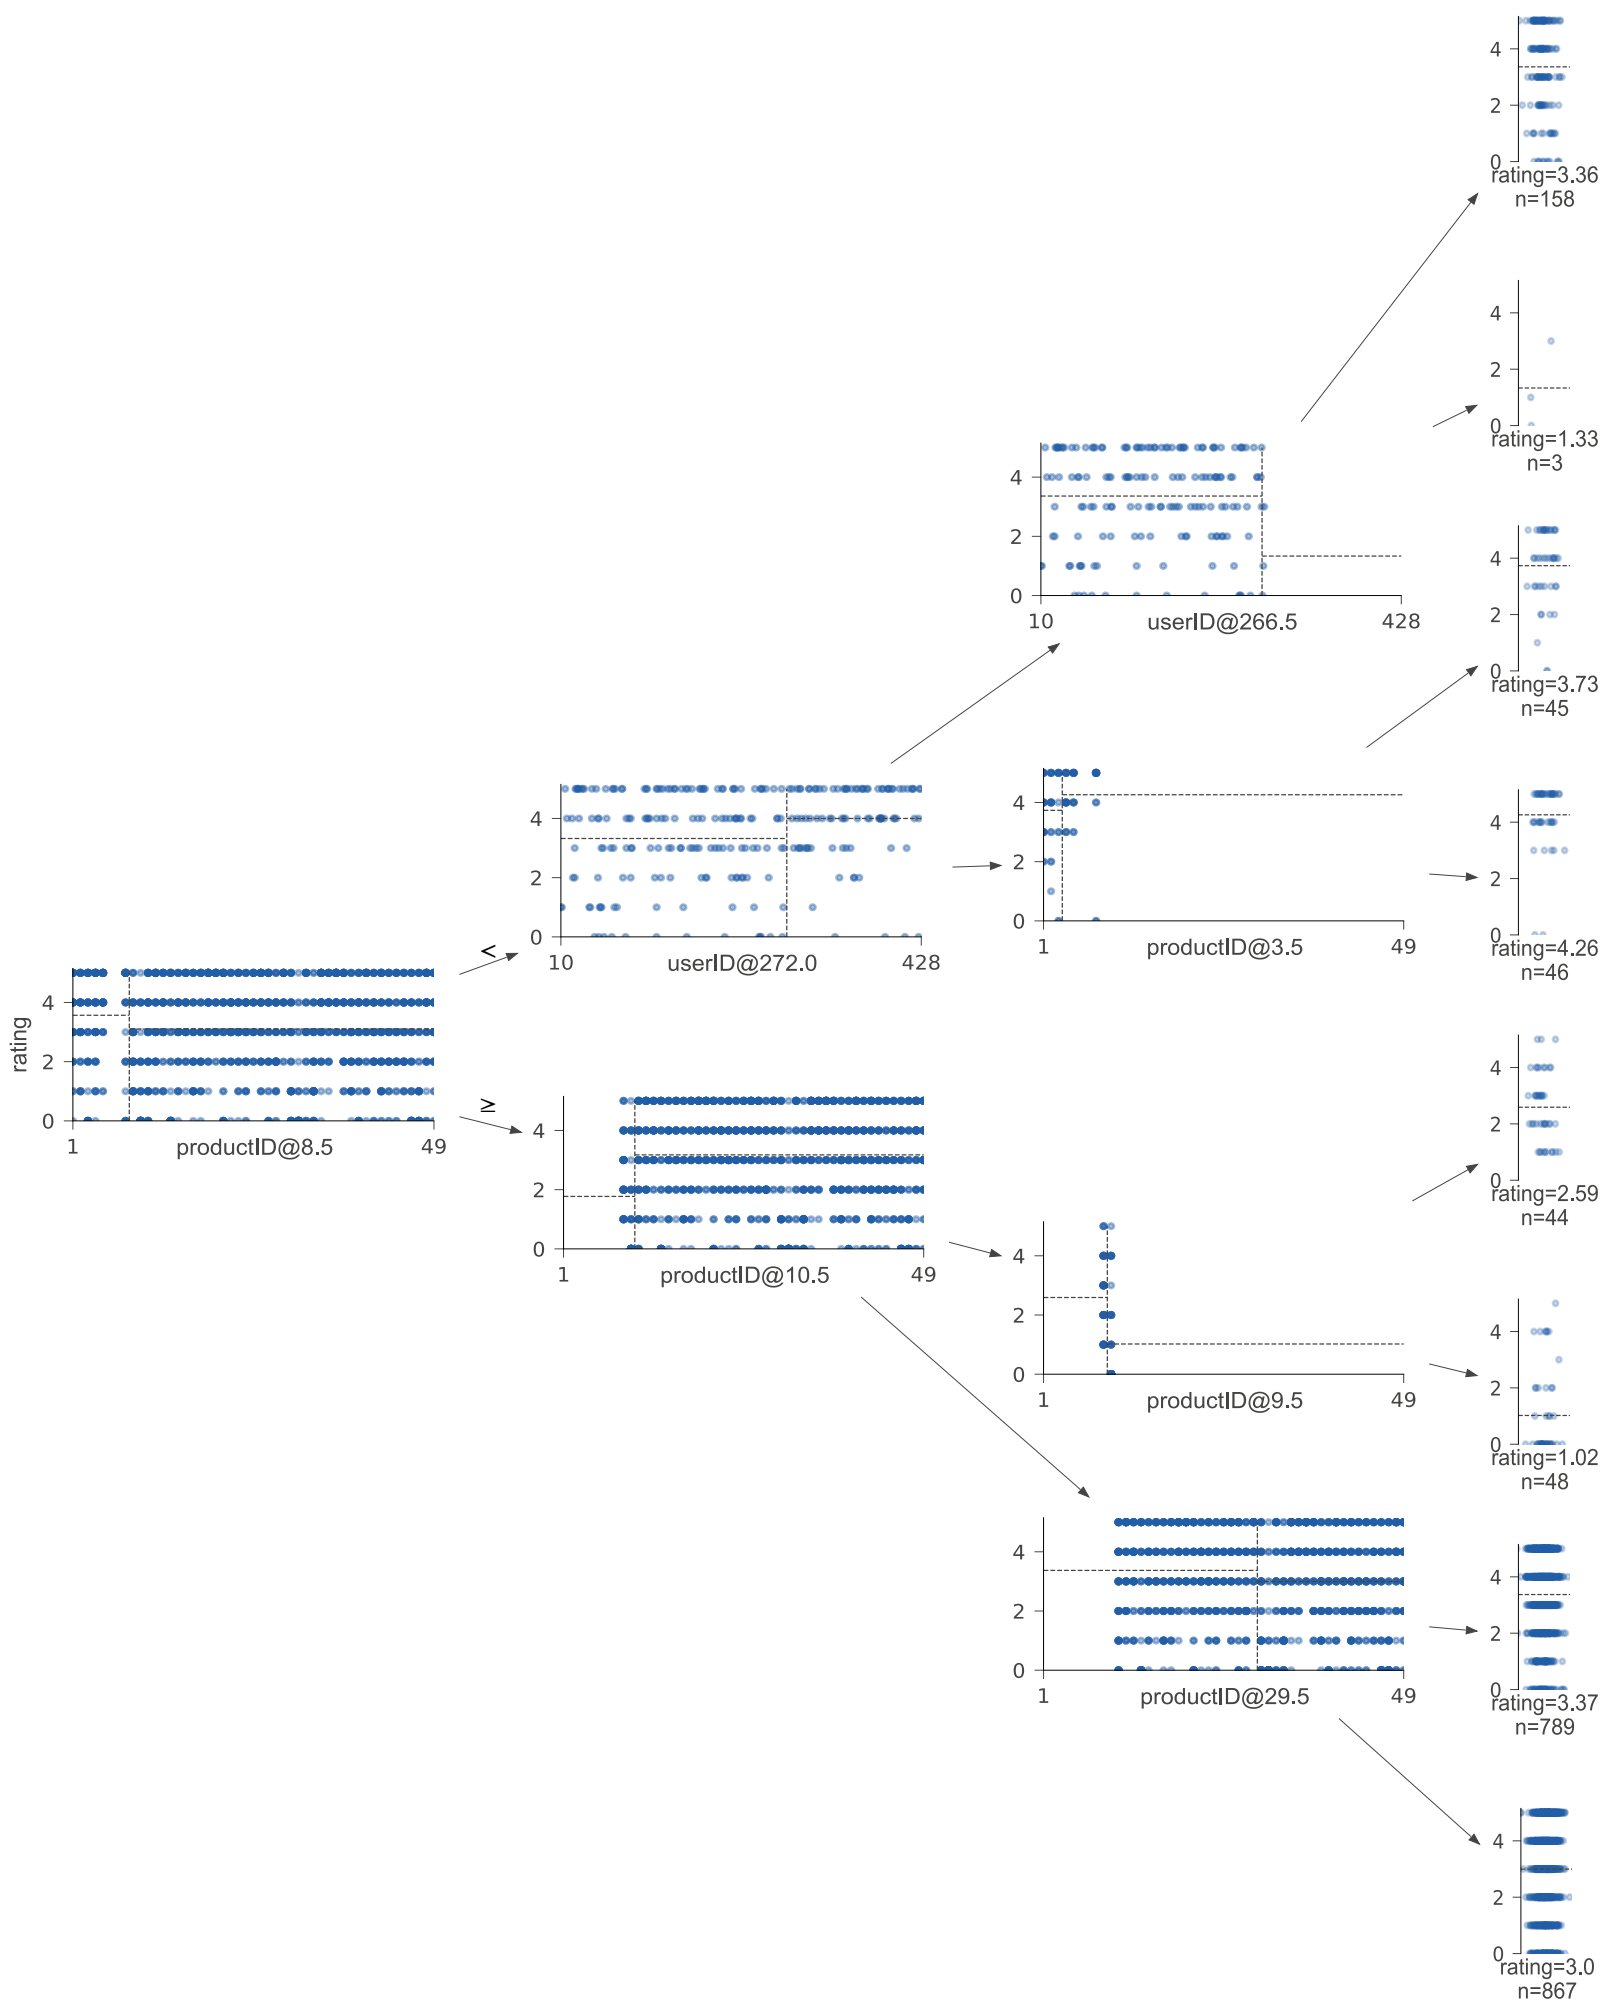 4
2
0
rating=3.36
n=158
4
2
0
rating=1.33
n=3
4
2
0
10
userID@266.5
428
4
2
0
rating=3.73
n=45
4
2
0
10
userID@272.0
428
4
2
0
1
productID@3.5
49
4
2
0
rating=4.26
n=46
<
rating
4
2
0
1
productID@8.5
49
≥
4
2
0
1
productID@10.5
49
4
2
0
rating=2.59
n=44
4
2
0
1
productID@9.5
49
4
2
0
rating=1.02
n=48
4
2
0
1
productID@29.5
49
4
2
0
rating=3.37
n=789
4
2
0
rating=3.0
n=867